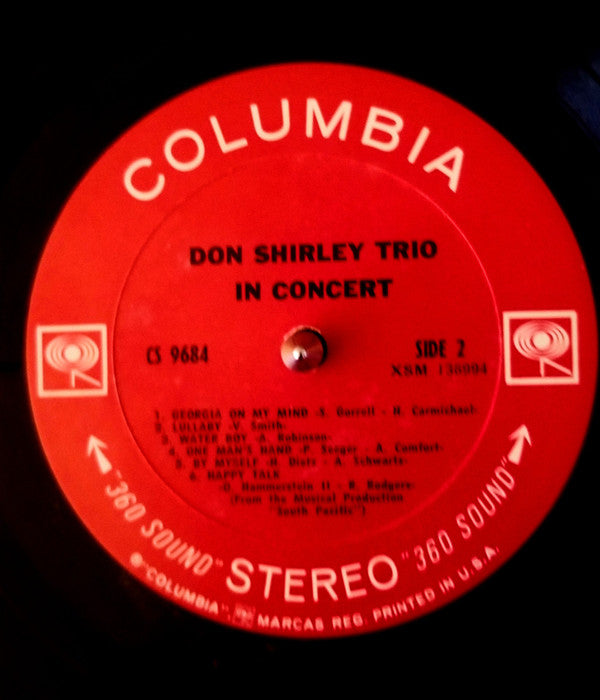 COLUMBIA
DON SHIRLEY TRIO
IN CONCERT
CS 9684
SIDE 2
XSM 136994
1. GEORGIA ON MY MIND -S. Gorrell - H. Carmichael-
2. LULLABY -V. Smith-
3. WATER BOY -A. Robinson-
4. ONE MAN'S HAND -P. Seeger - A. Comfort-
5. BY MYSELF -H. Dietz - A. Schwartz-
6. HAPPY TALK
-O. Hammerstein II - R. Rodgers-
(From the Musical Production
"South Pacific")
"360 SOUND" STEREO "360 SOUND"
® "COLUMBIA", MARCAS REG. PRINTED IN U.S.A.